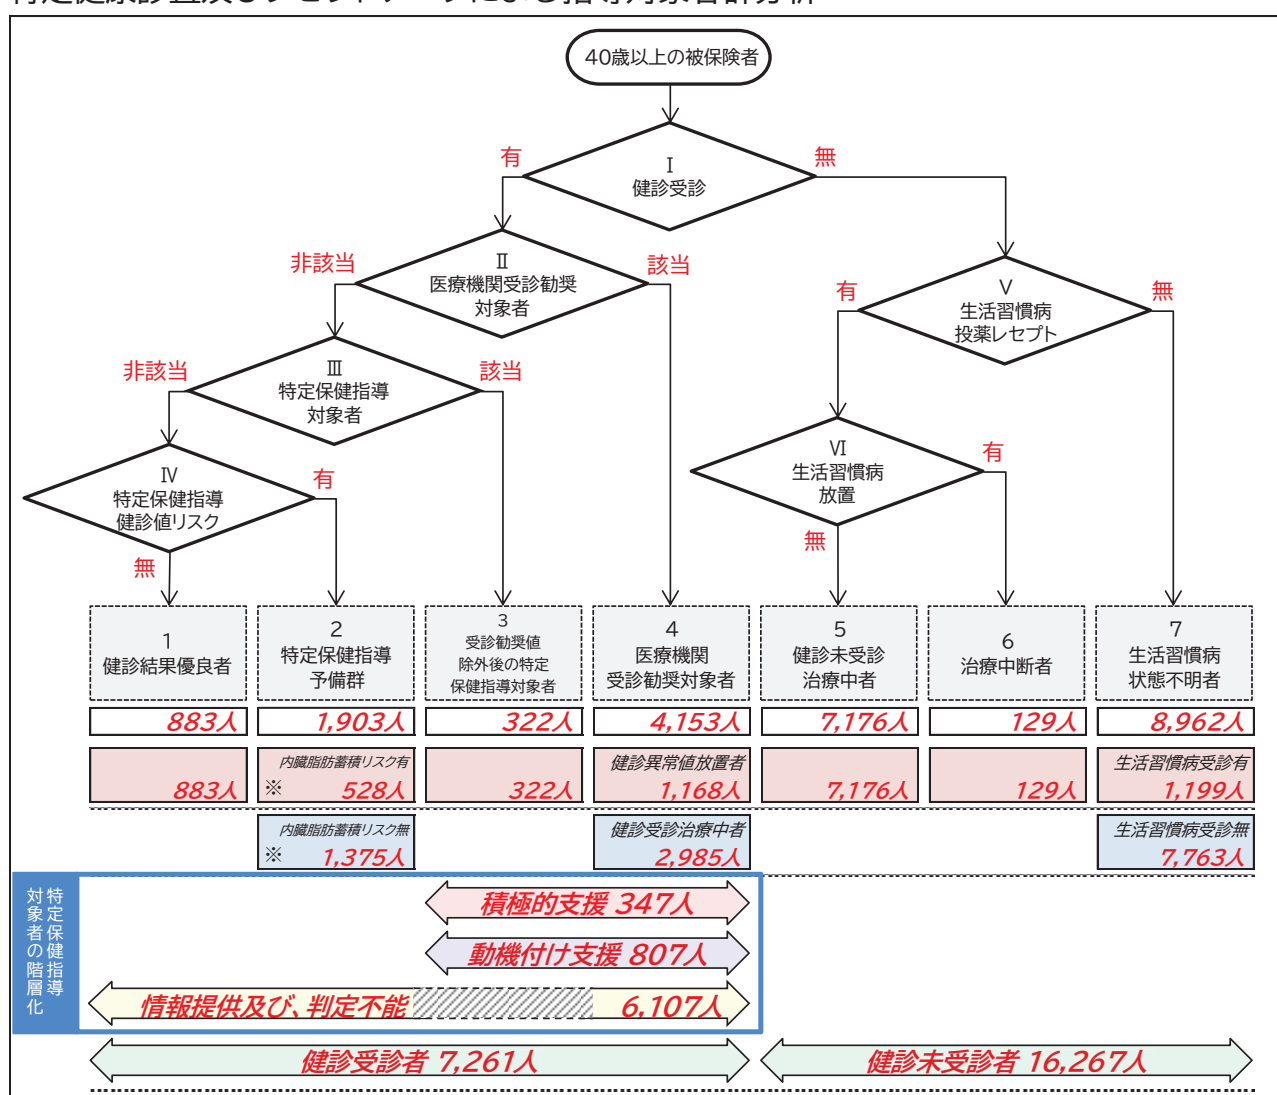 40歳以上の被保険者
Ⅰ
健診受診
有
無
Ⅱ
医療機関受診勧奨
対象者
非該当
該当
Ⅴ
生活習慣病
投薬レセプト
有
無
Ⅲ
特定保健指導
対象者
非該当
該当
Ⅵ
生活習慣病
放置
有
無
Ⅳ
特定保健指導
健診値リスク
有
無
1
健診結果優良者
2
特定保健指導
予備群
3
受診勧奨値
除外後の特定
保健指導対象者
4
医療機関
受診勧奨対象者
5
健診未受診
治療中者
6
治療中断者
7
生活習慣病
状態不明者
883人
1,903人
322人
4,153人
7,176人
129人
8,962人
883人
内臓脂肪蓄積リスク有
※ 528人
322人
健診異常値放置者
1,168人
7,176人
129人
生活習慣病受診有
1,199人
内臓脂肪蓄積リスク無
※ 1,375人
健診受診治療中者
2,985人
生活習慣病受診無
7,763人
特定保健指導
対象者の階層化
積極的支援 347人
動機付け支援 807人
情報提供及び、判定不能 6,107人
健診受診者 7,261人
健診未受診者 16,267人